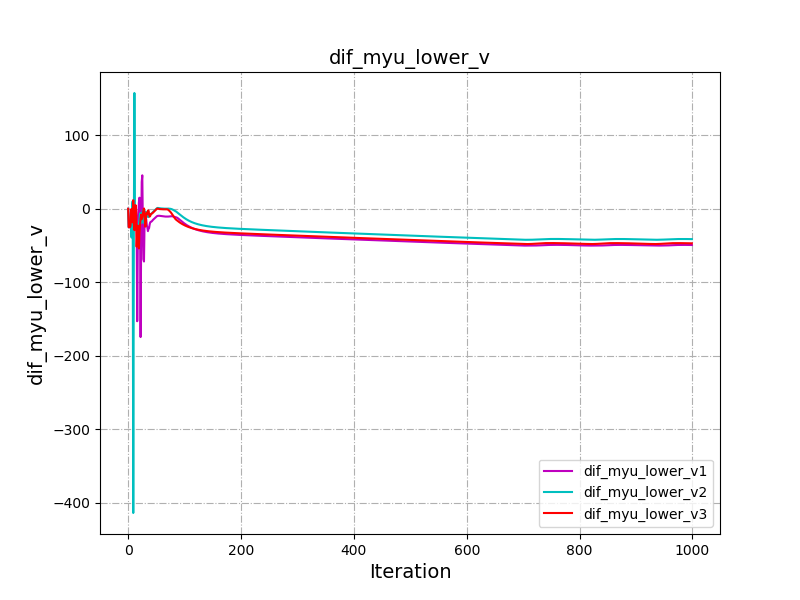 dif_myu_lower_v
dif_myu_lower_v
100
0
−100
−200
−300
−400
0
200
400
600
800
1000
Iteration
dif_myu_lower_v1
dif_myu_lower_v2
dif_myu_lower_v3